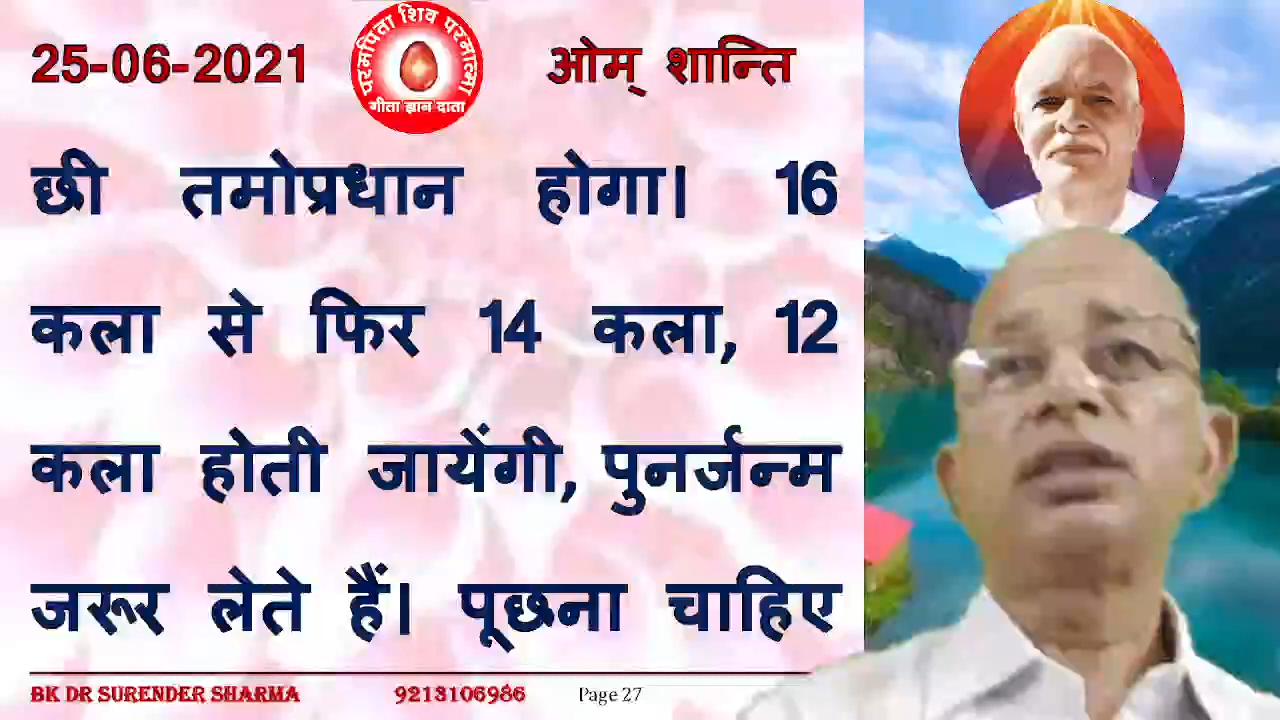 25-06-2021
परमपिता शिव परमात्मा
गीता ज्ञान दाता
ओम् शान्ति
छी तमोप्रधान होगा। 16
कला से फिर 14 कला, 12
कला होती जायेंगी, पुनर्जन्म
जरूर लेते हैं। पूछना चाहिए
BK DR SURENDER SHARMA 9213106986 Page 27